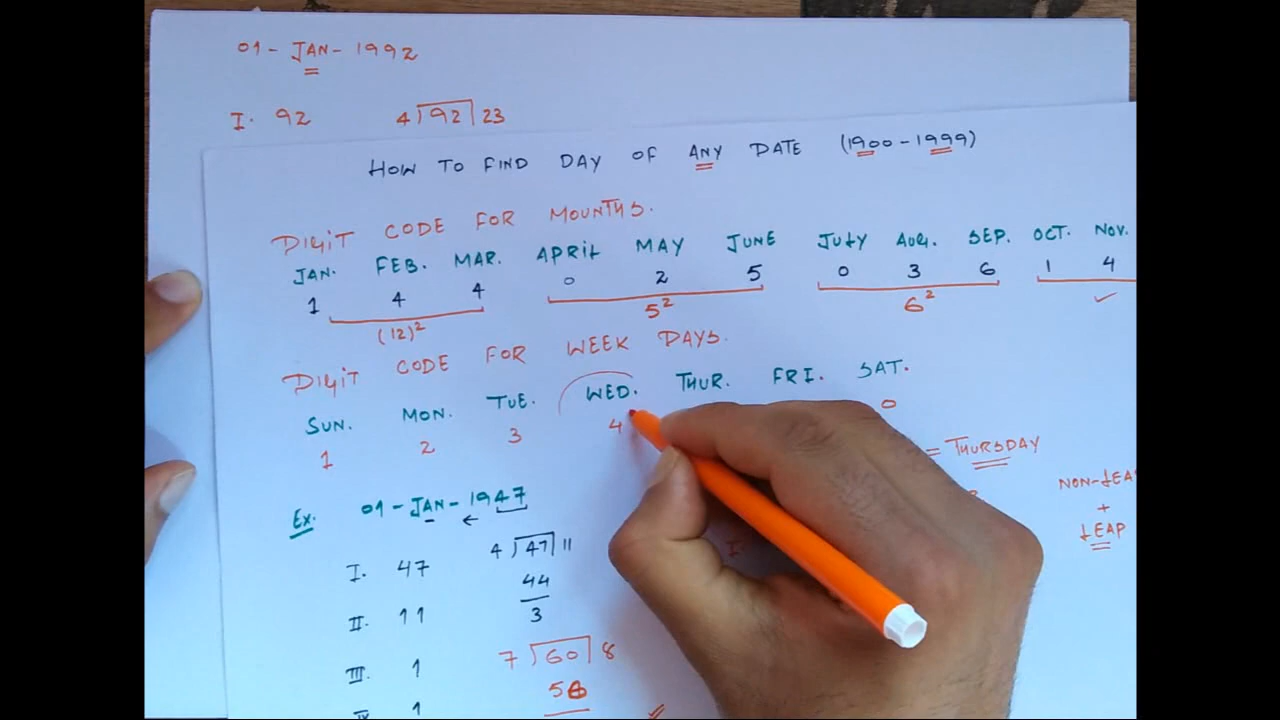 01 - JAN - 1992
I. 92 4 92 23
HOW TO FIND DAY OF ANY DATE (1900 - 1999)
DIGIT CODE FOR MOUNTHS.
JAN. FEB. MAR. APRIL MAY JUNE JULY AUG. SEP. OCT. NOV.
1 4 4 0 2 5 0 3 6 1 4
(12)² 5² 6²
DIGIT CODE FOR WEEK DAYS.
SUN. MON. TUE. WED. THUR. FRI. SAT.
1 2 3 4 0
= THURSDAY
NON-LEAP
+
LEAP
Ex. 01 - JAN - 1947
I. 47 4 47 11
44
3
II. 11
III. 1 7 60 8
56
IV 1